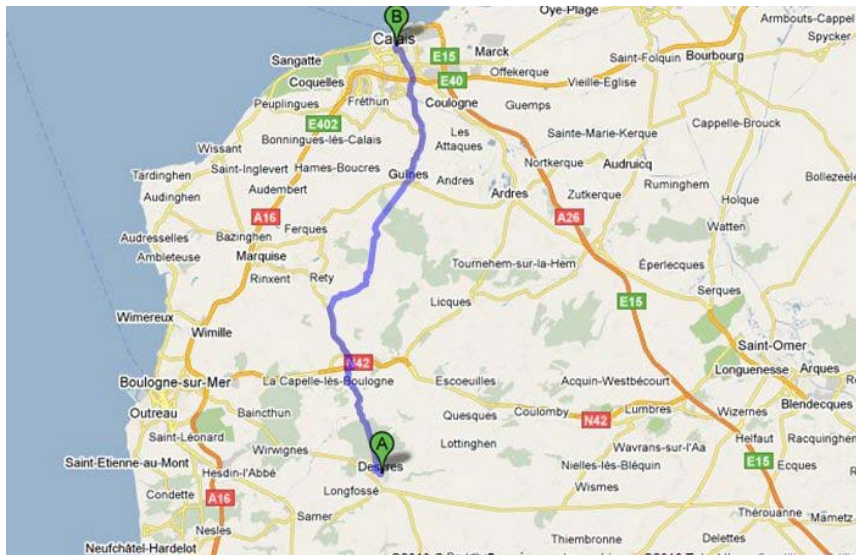 B
Oye-Plage
Armbouts-Cappel
Calais
Spycker
Sangatte
E15
Marck
Saint-Folquin
Bourbourg
Coquelles
Offekerque
E40
Vieille-Eglise
Peuplingues
Fréthun
Coulogne
Guemps
E402
Cappelle-Brouck
Bonningues-lès-Calais
Les
Attaques
Sainte-Marie-Kerque
Wissant
Saint-Inglevert
Hames-Boucres
Nortkerque
Audruicq
Tardinghen
Guînes
Andres
Ruminghem
Bollezeele
Audembert
Ardres
Zutkerque
Holque
Audinghen
A16
A26
Watten
Ferques
Audresselles
Bazinghen
Ambleteuse
Marquise
Tournehem-sur-la-Hem
Éperlecques
Rinxent
Réty
Serques
Licques
E15
Wimereux
Wimille
Saint-Omer
N42
Longuenesse
Arques
Boulogne-sur-Mer
La Capelle-lès-Boulogne
Escoeuilles
Acquin-Westbécourt
Outreau
Baincthun
Quesques
Coulomby
N42
Lumbres
Wizernes
Blendecques
Saint-Léonard
A
Wirwignes
Lottinghen
Wavrans-sur-l'Aa
Helfaut
Racquinghem
Saint-Etienne-au-Mont
Hesdin-l'Abbé
Desvres
Nielles-lès-Bléquin
E15
Ecques
Condette
A16
Longfossé
Wismes
Samer
Thérouanne
Mametz
Nesles
Thiembronne
Delettes
Neufchâtel-Hardelot